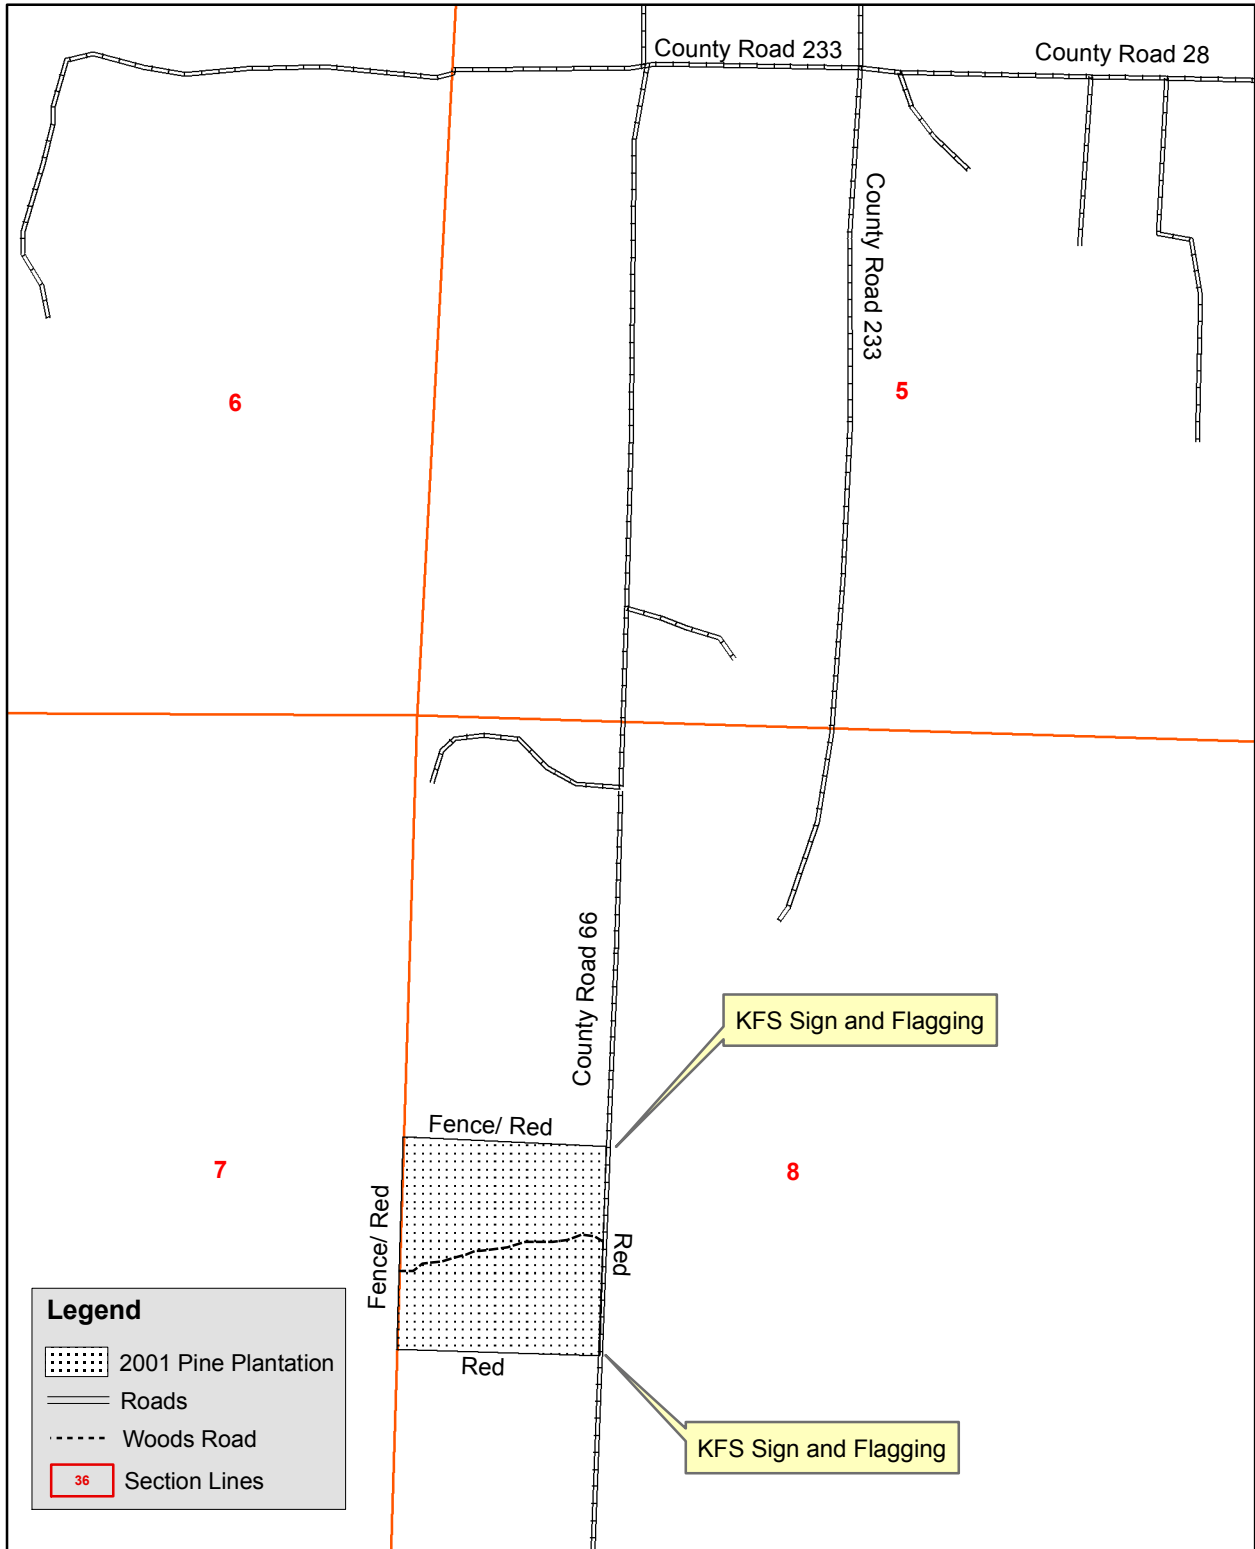 County Road 233
County Road 28
County Road 233
6
5
County Road 66
KFS Sign and Flagging
Fence/ Red
7
8
Fence/ Red
Red
Red
KFS Sign and Flagging
Legend
2001 Pine Plantation
Roads
Woods Road
36
Section Lines